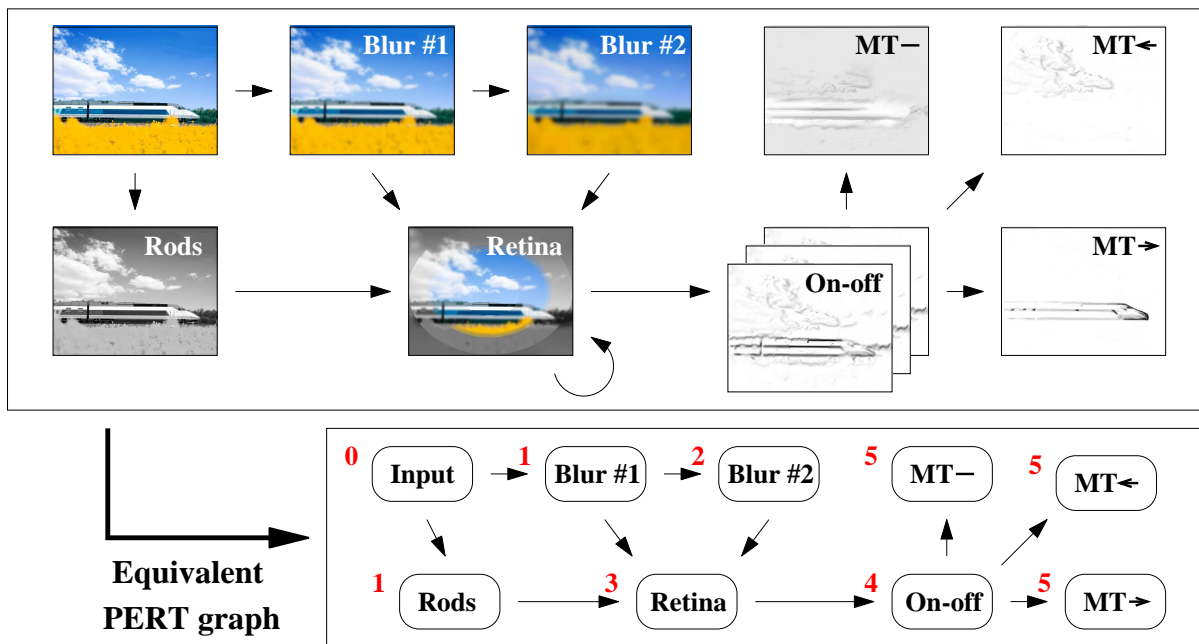 Blur #1
Blur #2
MT−
MT←
Rods
Retina
On-off
MT→
0
Input
1
Blur #1
2
Blur #2
5
MT−
5
MT←
Equivalent
PERT graph
1
Rods
3
Retina
4
On-off
5
MT→